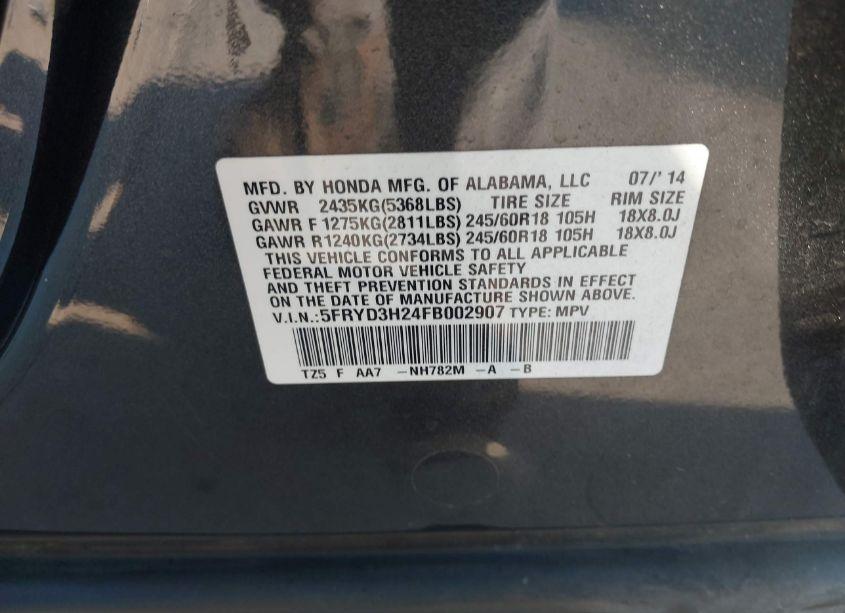 MFD. BY HONDA MFG. OF ALABAMA, LLC 07/' 14
GVWR 2435KG(5368LBS) TIRE SIZE RIM SIZE
GAWR F 1275KG(2811LBS) 245/60R18 105H 18X8.0J
GAWR R1240KG(2734LBS) 245/60R18 105H 18X8.0J
THIS VEHICLE CONFORMS TO ALL APPLICABLE
FEDERAL MOTOR VEHICLE SAFETY
AND THEFT PREVENTION STANDARDS IN EFFECT
ON THE DATE OF MANUFACTURE SHOWN ABOVE.
V.I.N.:5FRYD3H24FB002907 TYPE: MPV
TZ5 F AA7 -NH782M -A -B